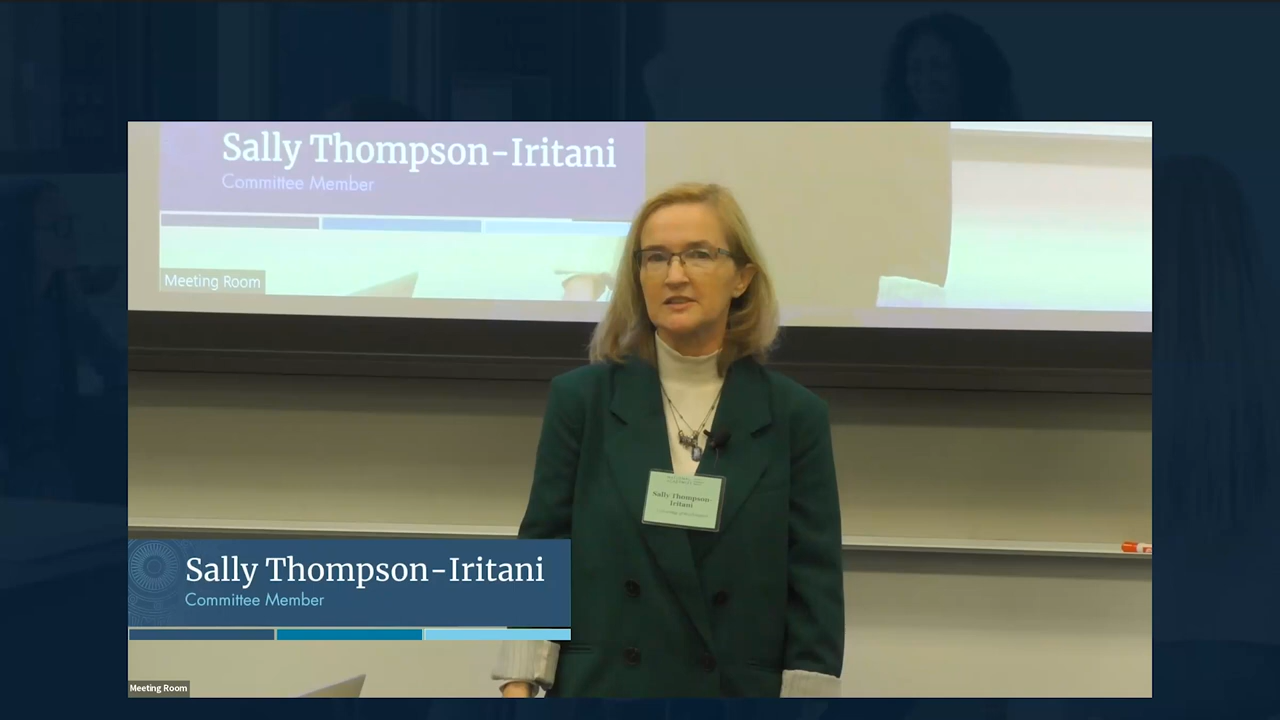 Sally Thompson-Iritani
Committee Member
Meeting Room
Sally Thompson-
Iritani
Sally Thompson-Iritani
Committee Member
Meeting Room